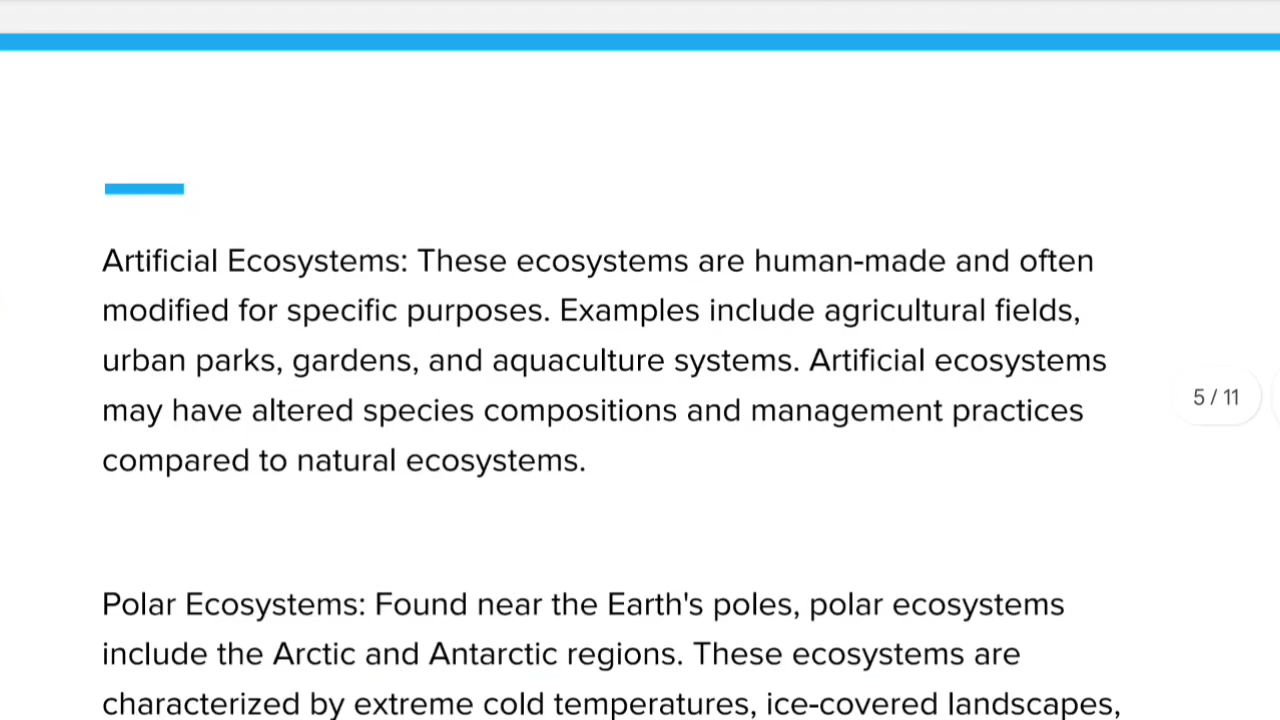 Artificial Ecosystems: These ecosystems are human-made and often
modified for specific purposes. Examples include agricultural fields,
urban parks, gardens, and aquaculture systems. Artificial ecosystems
may have altered species compositions and management practices
compared to natural ecosystems.
5 / 11
Polar Ecosystems: Found near the Earth's poles, polar ecosystems
include the Arctic and Antarctic regions. These ecosystems are
characterized by extreme cold temperatures, ice-covered landscapes,